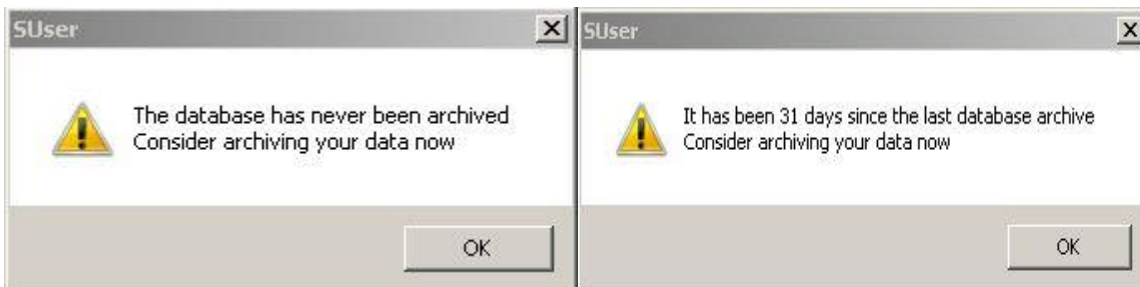 SUser
The database has never been archived
Consider archiving your data now
OK
SUser
It has been 31 days since the last database archive
Consider archiving your data now
OK